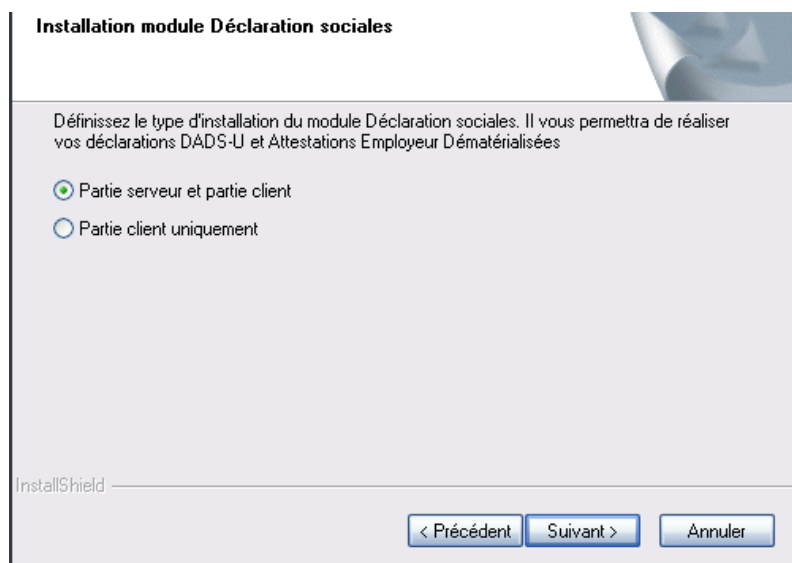 Installation module Déclaration sociales
Définissez le type d'installation du module Déclaration sociales. Il vous permettra de réaliser
vos déclarations DADS-U et Attestations Employeur Dématérialisées
Partie serveur et partie client
Partie client uniquement
InstallShield
< Précédent Suivant > Annuler